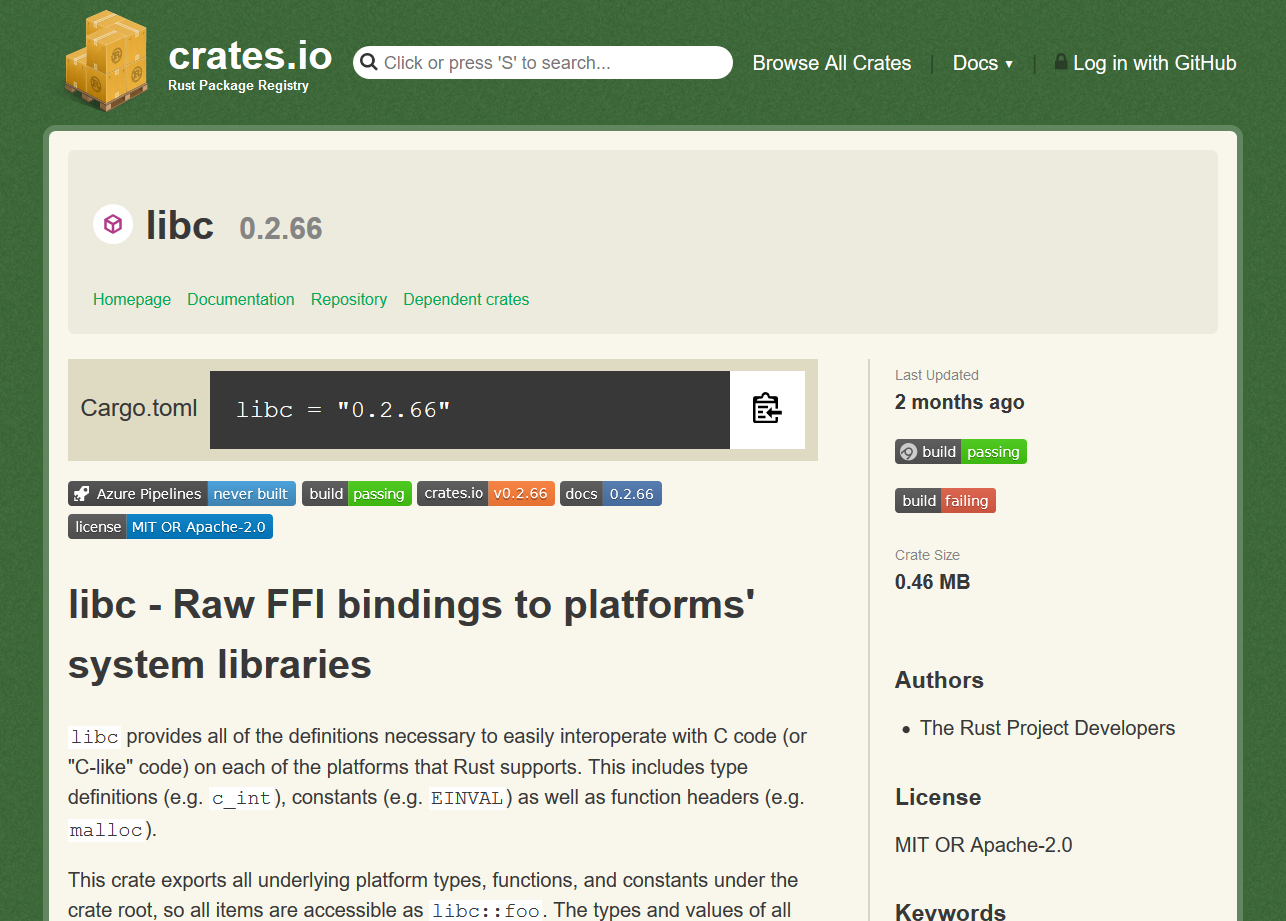 crates.io
Rust Package Registry
Click or press 'S' to search...
Browse All Crates | Docs ▾ | Log in with GitHub
libc 0.2.66
Homepage Documentation Repository Dependent crates
Cargo.toml libc = "0.2.66"
Azure Pipelines never built build passing crates.io v0.2.66 docs 0.2.66
license MIT OR Apache-2.0
libc - Raw FFI bindings to platforms'
system libraries
libc provides all of the definitions necessary to easily interoperate with C code (or
"C-like" code) on each of the platforms that Rust supports. This includes type
definitions (e.g. c_int), constants (e.g. EINVAL) as well as function headers (e.g.
malloc).
This crate exports all underlying platform types, functions, and constants under the
crate root, so all items are accessible as libc::foo. The types and values of all
Last Updated
2 months ago
build passing
build failing
Crate Size
0.46 MB
Authors
• The Rust Project Developers
License
MIT OR Apache-2.0
Keywords